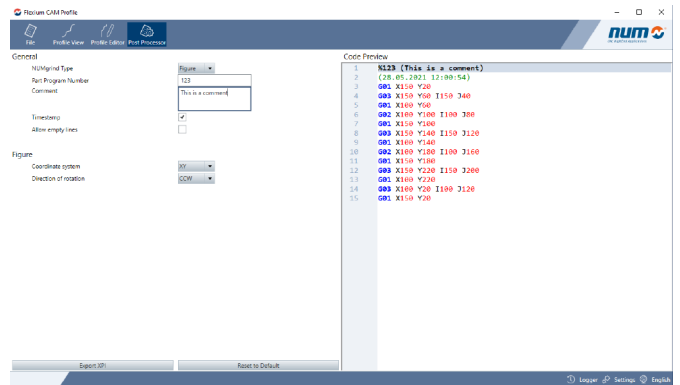 Flexium CAM Profile
File
Profile View
Profile Editor
Post Processor
num
General
NUMgrind Type
Figure
Part Program Number
123
Comment
This is a comment
Timestamp
Allow empty lines
Figure
Coordinate system
XY
Direction of rotation
CCW
Export XPI
Reset to Default
Code Preview
1 %123 (This is a comment)
2 (28.05.2021 12:00:54)
3 G01 X150 Y20
4 G03 X150 Y60 I150 J40
5 G01 X100 Y60
6 G02 X100 Y100 I100 J80
7 G01 X150 Y100
8 G03 X150 Y140 I150 J120
9 G01 X100 Y140
10 G02 X100 Y180 I100 J160
11 G01 X150 Y180
12 G03 X150 Y220 I150 J200
13 G01 X100 Y220
14 G03 X100 Y20 I100 J120
15 G01 X150 Y20
Logger
Settings
English